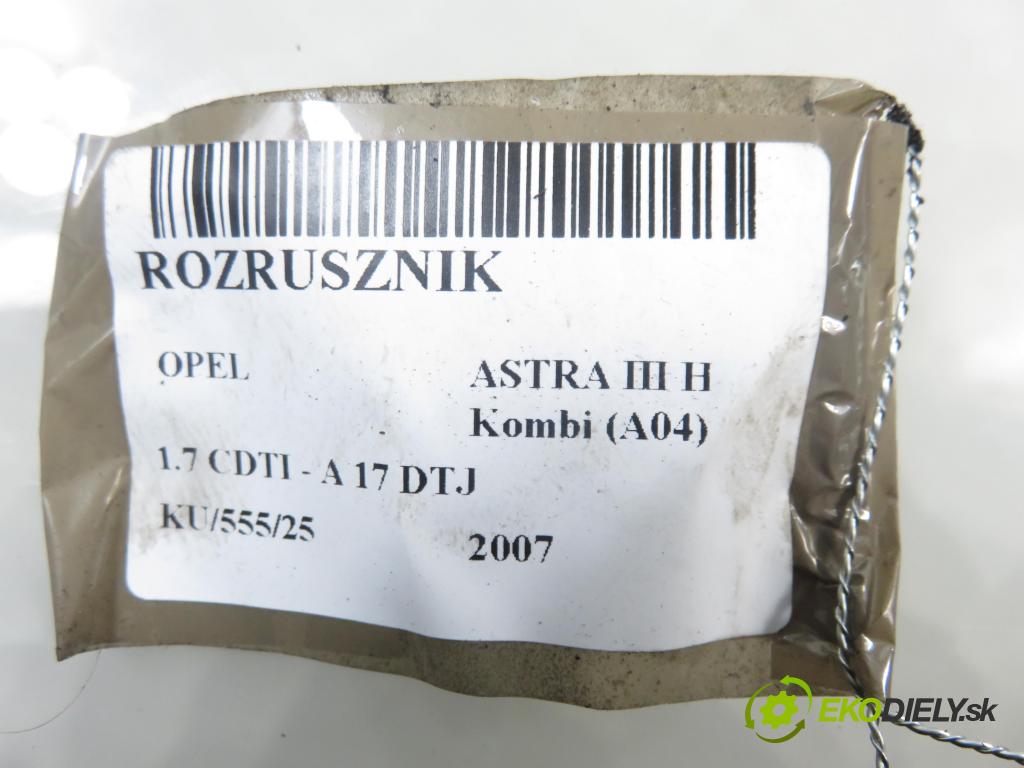 ROZRUSZNIK
OPEL ASTRA III H
Kombi (A04)
1.7 CDTI - A 17 DTJ
KU/555/25 2007
EKODIELY.sk